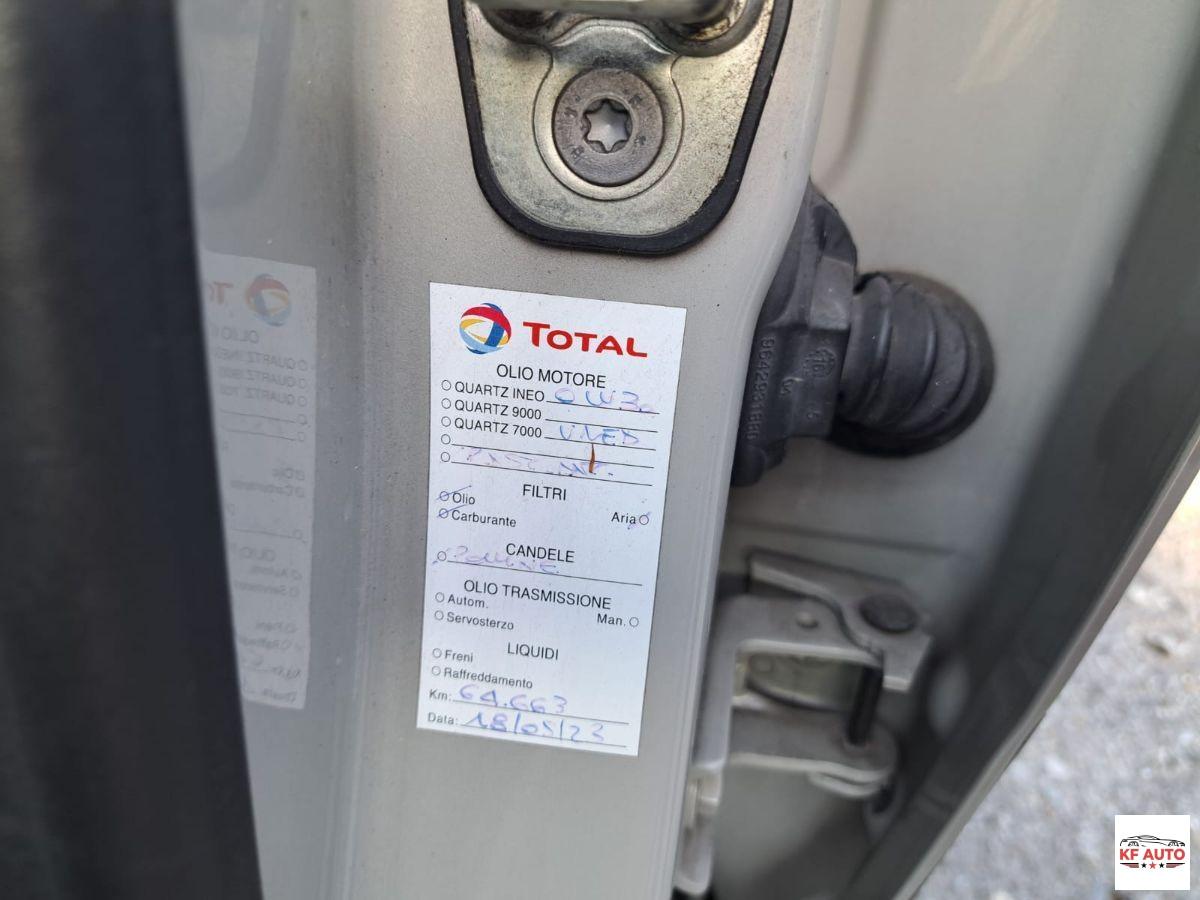 TOTAL
OLIO MOTORE
QUARTZ INEO 0W30
QUARTZ 9000
QUARTZ 7000
FILTRI
Olio
Carburante Aria
CANDELE
OLIO TRASMISSIONE
Autom. Man.
Servosterzo
LIQUIDI
Freni
Raffreddamento
Km: 64.663
Data: 18/05/23
KF AUTO